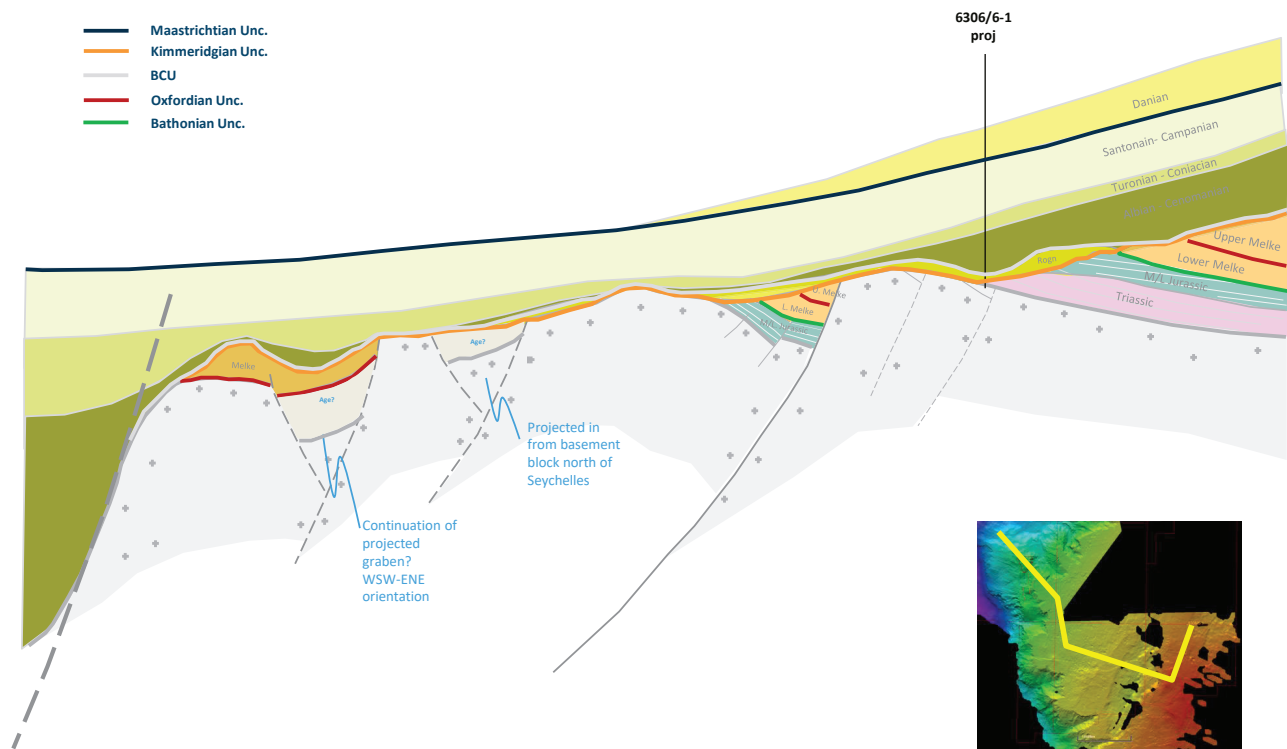 Maastrichtian Unc.
Kimmeridgian Unc.
BCU
Oxfordian Unc.
Bathonian Unc.
6306/6-1
proj
Danian
Santonain- Campanian
Turonian - Coniacian
Upper Melke
Rogn
Lower Melke
M/L Jurassic
Triassic
U. Melke
L. Melke
M/L Jurassic
Melke
Age?
Age?
Projected in
from basement
block north of
Seychelles
Continuation of
projected
graben?
WSW-ENE
orientation